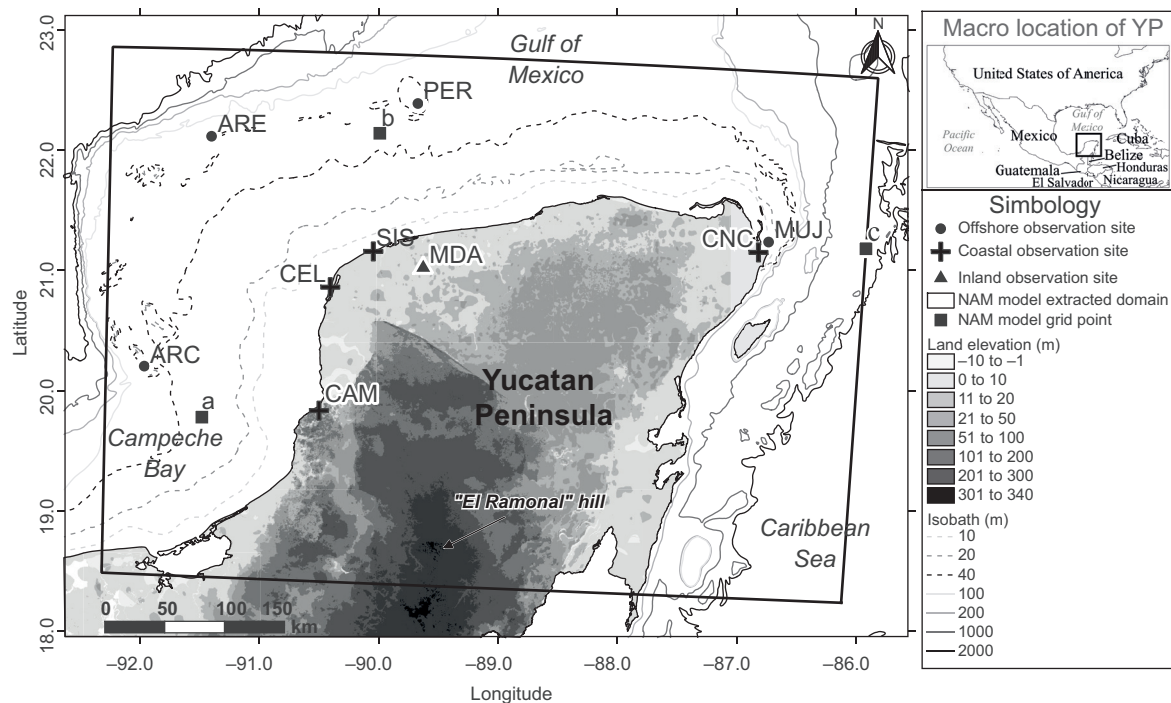 23.0
22.0
21.0
20.0
19.0
18.0
Latitude
Gulf of
Mexico
N
PER
ARE
b
SIS
MDA
CNC
MUJ
c
CEL
ARC
a
CAM
Yucatan
Peninsula
Campeche
Bay
"El Ramonal" hill
Caribbean
Sea
0 50 100 150
km
–92.0 –91.0 –90.0 –89.0 –88.0 –87.0 –86.0
Longitude
Macro location of YP
United States of America
Gulf of
Mexico
Pacific
Ocean
Mexico
Cuba
Belize
Guatemala
Honduras
El Salvador
Nicaragua
Simbology
Offshore observation site
Coastal observation site
Inland observation site
NAM model extracted domain
NAM model grid point
Land elevation (m)
–10 to –1
0 to 10
11 to 20
21 to 50
51 to 100
101 to 200
201 to 300
301 to 340
Isobath (m)
10
20
40
100
200
1000
2000